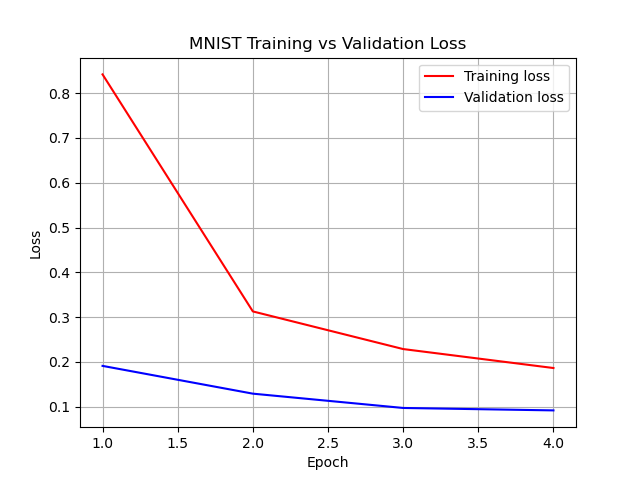 MNIST Training vs Validation Loss
Training loss
Validation loss
Loss
0.8
0.7
0.6
0.5
0.4
0.3
0.2
0.1
1.0 1.5 2.0 2.5 3.0 3.5 4.0
Epoch